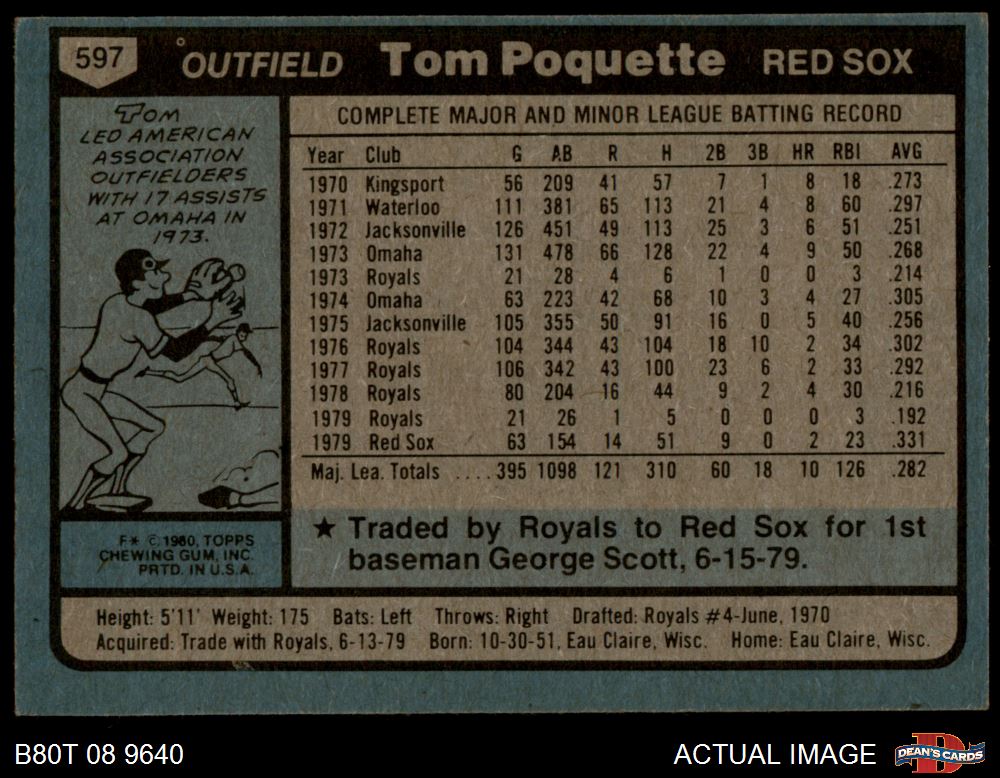 597 OUTFIELD Tom Poquette RED SOX
TOM
LED AMERICAN
ASSOCIATION
OUTFIELDERS
WITH 17 ASSISTS
AT OMAHA IN
1973.
COMPLETE MAJOR AND MINOR LEAGUE BATTING RECORD
Year Club G AB R H 2B 3B HR RBI AVG
1970 Kingsport 56 209 41 57 7 1 8 18 .273
1971 Waterloo 111 381 65 113 21 4 8 60 .297
1972 Jacksonville 126 451 49 113 25 3 6 51 .251
1973 Omaha 131 478 66 128 22 4 9 50 .268
1973 Royals 21 28 4 6 1 0 0 3 .214
1974 Omaha 63 223 42 68 10 3 4 27 .305
1975 Jacksonville 105 355 50 91 16 0 5 40 .256
1976 Royals 104 344 43 104 18 10 2 34 .302
1977 Royals 106 342 43 100 23 6 2 33 .292
1978 Royals 80 204 16 44 9 2 4 30 .216
1979 Royals 21 26 1 5 0 0 0 3 .192
1979 Red Sox 63 154 14 51 9 0 2 23 .331
Maj. Lea. Totals .... 395 1098 121 310 60 18 10 126 .282
★ Traded by Royals to Red Sox for 1st
baseman George Scott, 6-15-79.
F* © 1980, TOPPS
CHEWING GUM, INC.
PRTD. IN U.S.A.
Height: 5'11' Weight: 175 Bats: Left Throws: Right Drafted: Royals #4-June, 1970
Acquired: Trade with Royals, 6-13-79 Born: 10-30-51, Eau Claire, Wisc. Home: Eau Claire, Wisc.
B80T 08 9640
ACTUAL IMAGE
D
DEAN'S CARDS